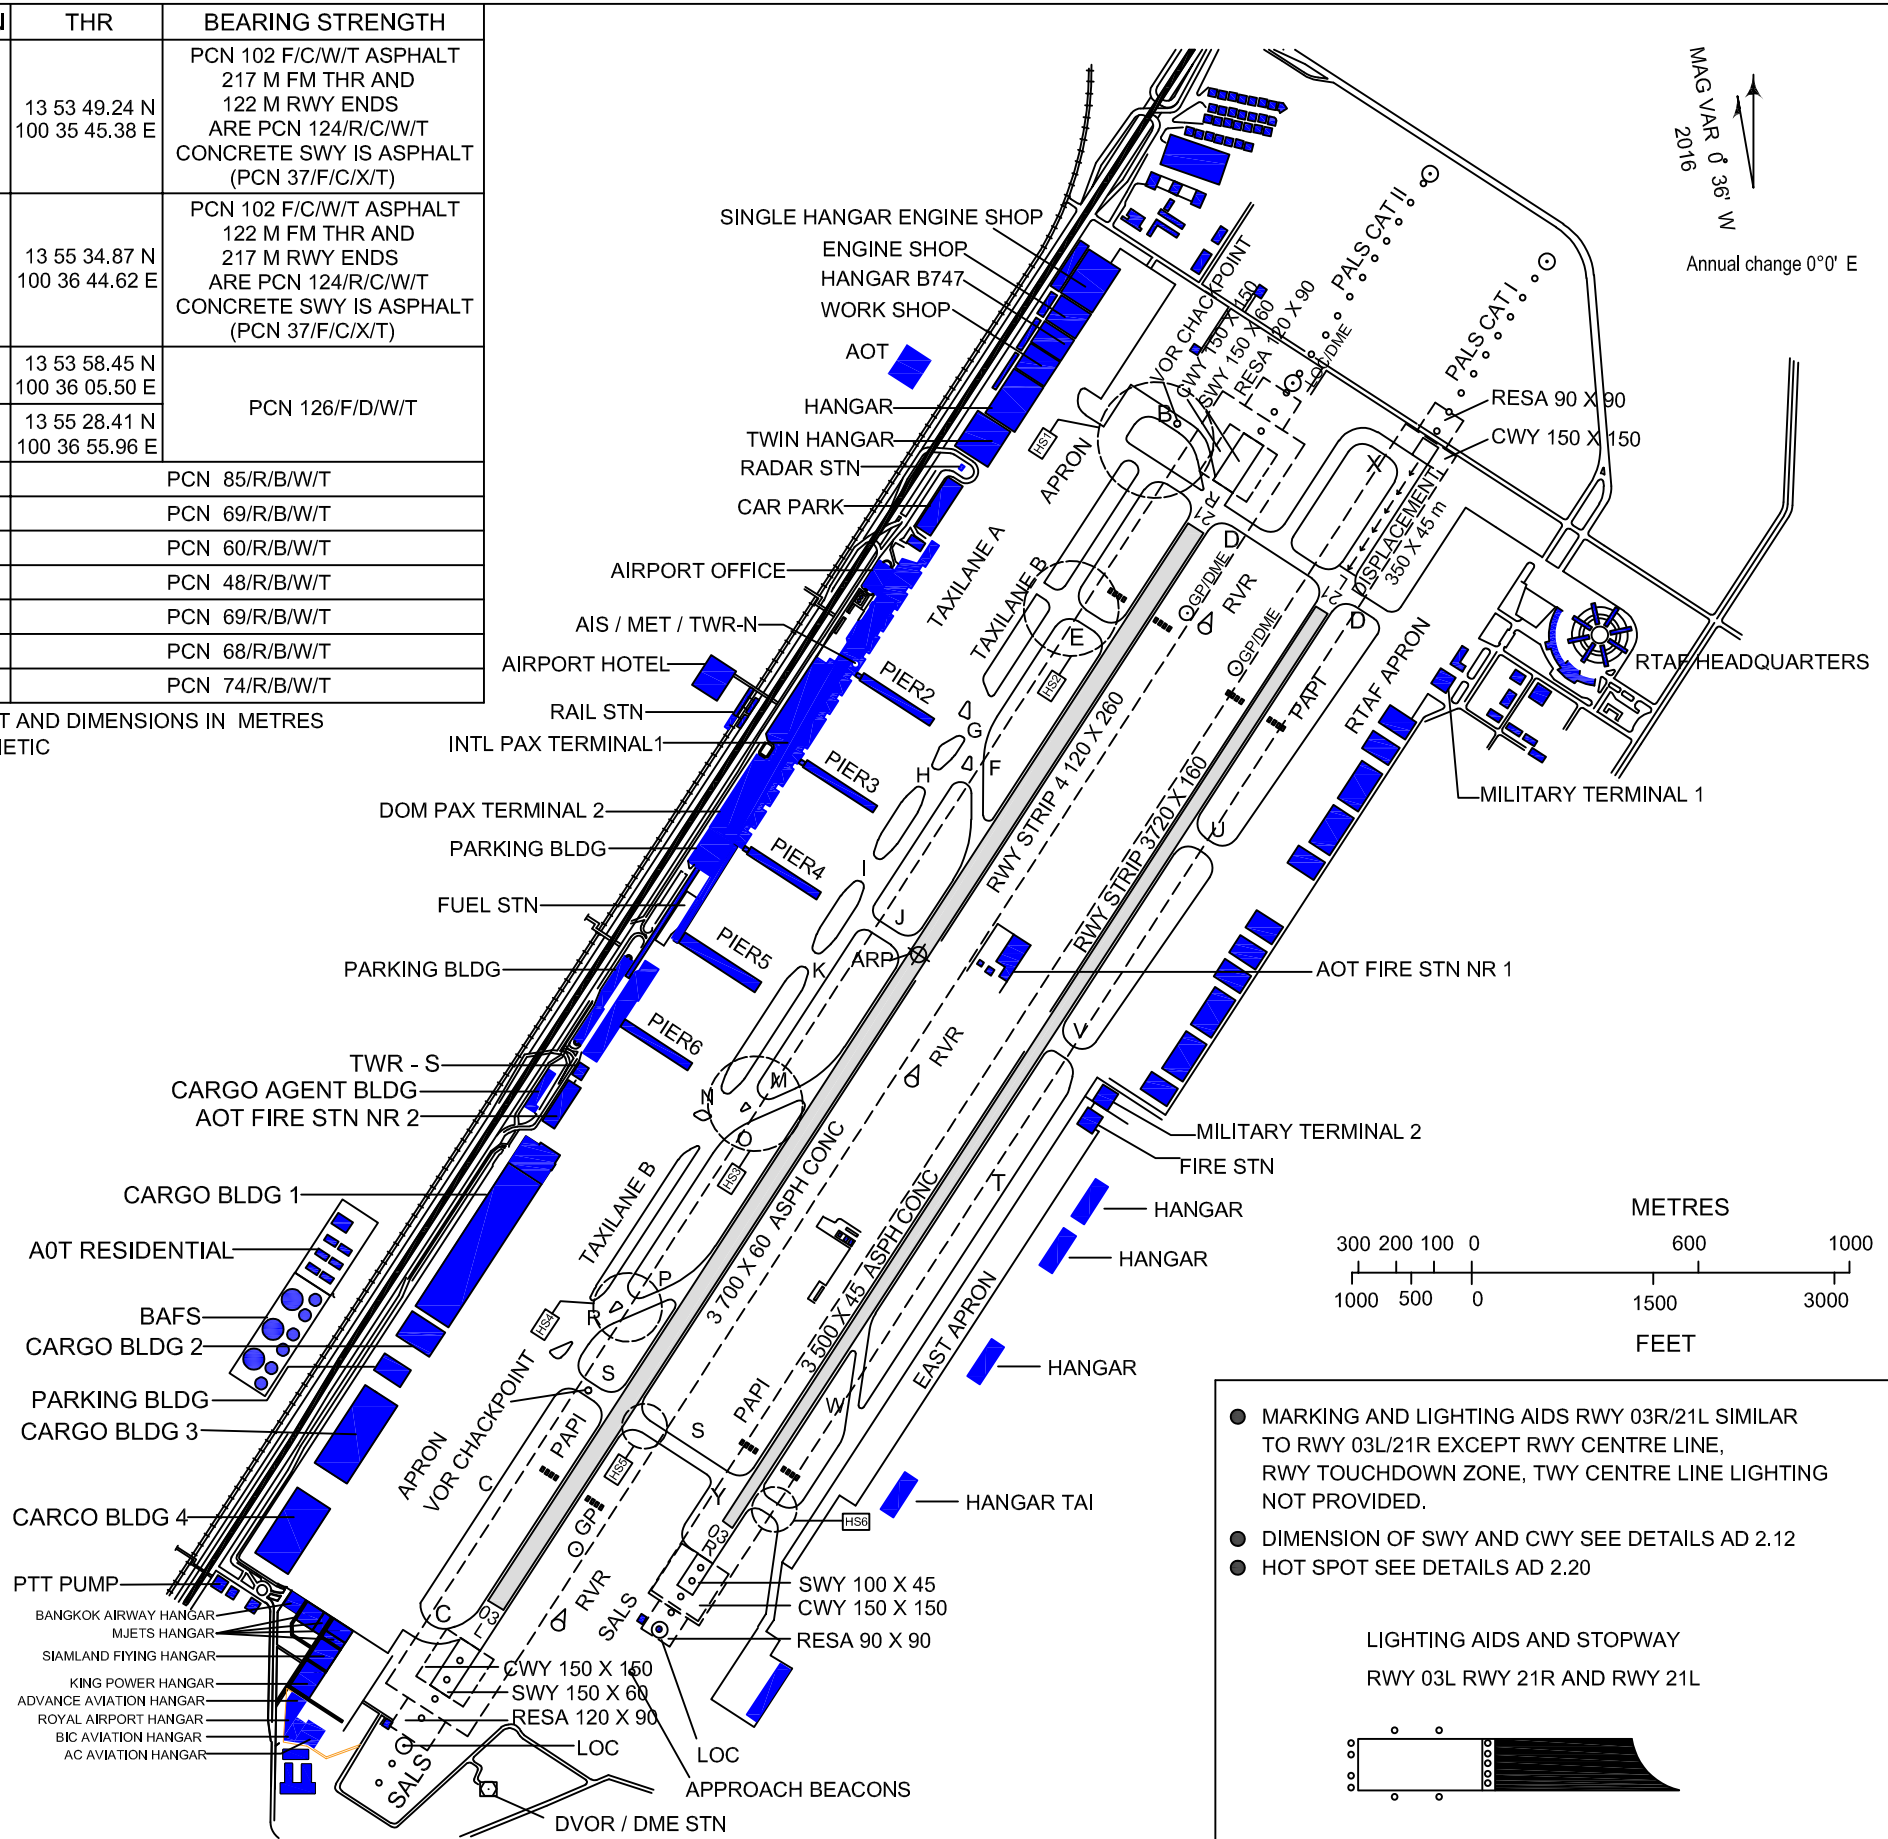 THR
BEARING STRENGTH
13 53 49.24 N
100 35 45.38 E
PCN 102 F/C/W/T ASPHALT
217 M FM THR AND
122 M RWY ENDS
ARE PCN 124/R/C/W/T
CONCRETE SWY IS ASPHALT
(PCN 37/F/C/X/T)
13 55 34.87 N
100 36 44.62 E
PCN 102 F/C/W/T ASPHALT
122 M FM THR AND
217 M RWY ENDS
ARE PCN 124/R/C/W/T
CONCRETE SWY IS ASPHALT
(PCN 37/F/C/X/T)
13 53 58.45 N
100 36 05.50 E
13 55 28.41 N
100 36 55.96 E
PCN 126/F/D/W/T
PCN 85/R/B/W/T
PCN 69/R/B/W/T
PCN 60/R/B/W/T
PCN 48/R/B/W/T
PCN 69/R/B/W/T
PCN 68/R/B/W/T
PCN 74/R/B/W/T
AND DIMENSIONS IN METRES
MAG VAR 0° 36' W
2016
Annual change 0°0' E
SINGLE HANGAR ENGINE SHOP
ENGINE SHOP
HANGAR B747
WORK SHOP
AOT
HANGAR
TWIN HANGAR
RADAR STN
CAR PARK
AIRPORT OFFICE
AIS / MET / TWR-N
AIRPORT HOTEL
RAIL STN
INTL PAX TERMINAL1
DOM PAX TERMINAL 2
PARKING BLDG
FUEL STN
PARKING BLDG
TWR - S
CARGO AGENT BLDG
AOT FIRE STN NR 2
CARGO BLDG 1
A0T RESIDENTIAL
BAFS
CARGO BLDG 2
PARKING BLDG
CARGO BLDG 3
CARCO BLDG 4
PTT PUMP
BANGKOK AIRWAY HANGAR
MJETS HANGAR
SIAMLAND FIYING HANGAR
KING POWER HANGAR
ADVANCE AVIATION HANGAR
ROYAL AIRPORT HANGAR
BIC AVIATION HANGAR
AC AVIATION HANGAR
VOR CHACKPOINT
CWY 150 X 150
SWY 150 X 60
RESA 120 X 90
LOC/DME
PALS CAT II
PALS CAT I
RESA 90 X 90
CWY 150 X 150
B
HS1
APRON
21R
D
X
DISPLACEMENT
350 X 45 m
21L
D
GP/DME
RVR
GP/DME
TAXILANE A
TAXILANE B
E
HS2
PAPI
RTAF APRON
RTAF HEADQUARTERS
MILITARY TERMINAL 1
PIER2
PIER3
PIER4
PIER5
PIER6
G
F
H
I
J
K
ARP
RWY STRIP 4 120 X 260
RWY STRIP 3720 X 160
U
V
AOT FIRE STN NR 1
RVR
M
N
O
HS3
TAXILANE B
P
R
HS4
S
3 700 X 60 ASPH CONC
3 500 X 45 ASPH CONC
T
EAST APRON
MILITARY TERMINAL 2
FIRE STN
HANGAR
HANGAR
HANGAR
HANGAR TAI
APRON
VOR CHACKPOINT
C
PAPI
HS5
S
PAPI
W
Y
HS6
GP
RVR
SALS
03R
C
03L
SWY 100 X 45
CWY 150 X 150
RESA 90 X 90
CWY 150 X 150
SWY 150 X 60
RESA 120 X 90
LOC
LOC
SALS
APPROACH BEACONS
DVOR / DME STN
METRES
300 200 100 0 600 1000
1000 500 0 1500 3000
FEET
MARKING AND LIGHTING AIDS RWY 03R/21L SIMILAR
TO RWY 03L/21R EXCEPT RWY CENTRE LINE,
RWY TOUCHDOWN ZONE, TWY CENTRE LINE LIGHTING
NOT PROVIDED.
DIMENSION OF SWY AND CWY SEE DETAILS AD 2.12
HOT SPOT SEE DETAILS AD 2.20
LIGHTING AIDS AND STOPWAY
RWY 03L RWY 21R AND RWY 21L